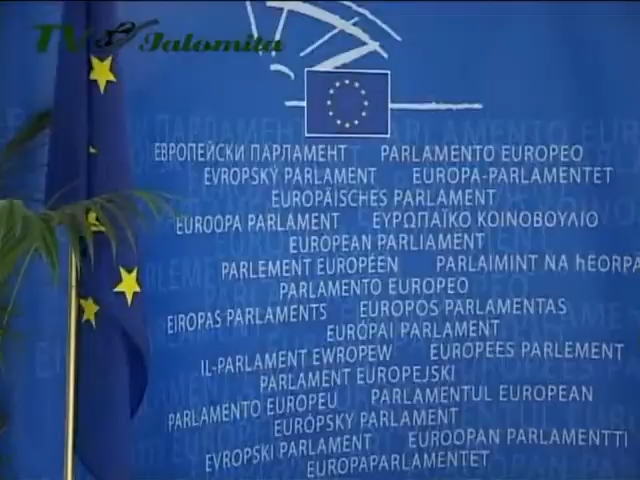 TV Ialomita
ЕВРОПЕЙСКИ ПАРЛАМЕНТ PARLAMENTO EUROPEO
EVROPSKÝ PARLAMENT EUROPA-PARLAMENTET
EUROPÄISCHES PARLAMENT
EUROOPA PARLAMENT ΕΥΡΩΠΑΪΚΟ ΚΟΙΝΟΒΟΥΛΙΟ
EUROPEAN PARLIAMENT
PARLEMENT EUROPÉEN PARLAIMINT NA hEORPA
PARLAMENTO EUROPEO
EIROPAS PARLAMENTS EUROPOS PARLAMENTAS
EURÓPAI PARLAMENT
IL-PARLAMENT EWROPEW EUROPEES PARLEMENT
PARLAMENT EUROPEJSKI
PARLAMENTO EUROPEU PARLAMENTUL EUROPEAN
EURÓPSKY PARLAMENT
EVROPSKI PARLAMENT EUROOPAN PARLAMENTTI
EUROPAPARLAMENTET